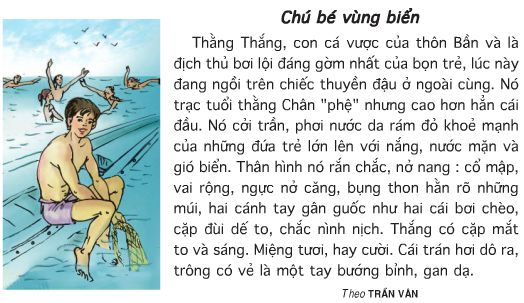 Chú bé vùng biển
Thằng Thắng, con cá vược của thôn Bần và là
địch thủ bơi lội đáng gờm nhất của bọn trẻ, lúc này
đang ngồi trên chiếc thuyền đậu ở ngoài cùng. Nó
trạc tuổi thằng Chân "phệ" nhưng cao hơn hẳn cái
đầu. Nó cởi trần, phơi nước da rám đỏ khoẻ mạnh
của những đứa trẻ lớn lên với nắng, nước mặn và
gió biển. Thân hình nó rắn chắc, nở nang : cổ mập,
vai rộng, ngực nở căng, bụng thon hằn rõ những
múi, hai cánh tay gân guốc như hai cái bơi chèo,
cặp đùi dế to, chắc nình nịch. Thắng có cặp mắt
to và sáng. Miệng tươi, hay cười. Cái trán hơi dô ra,
trông có vẻ là một tay bướng bỉnh, gan dạ.
Theo TRẦN VÂN